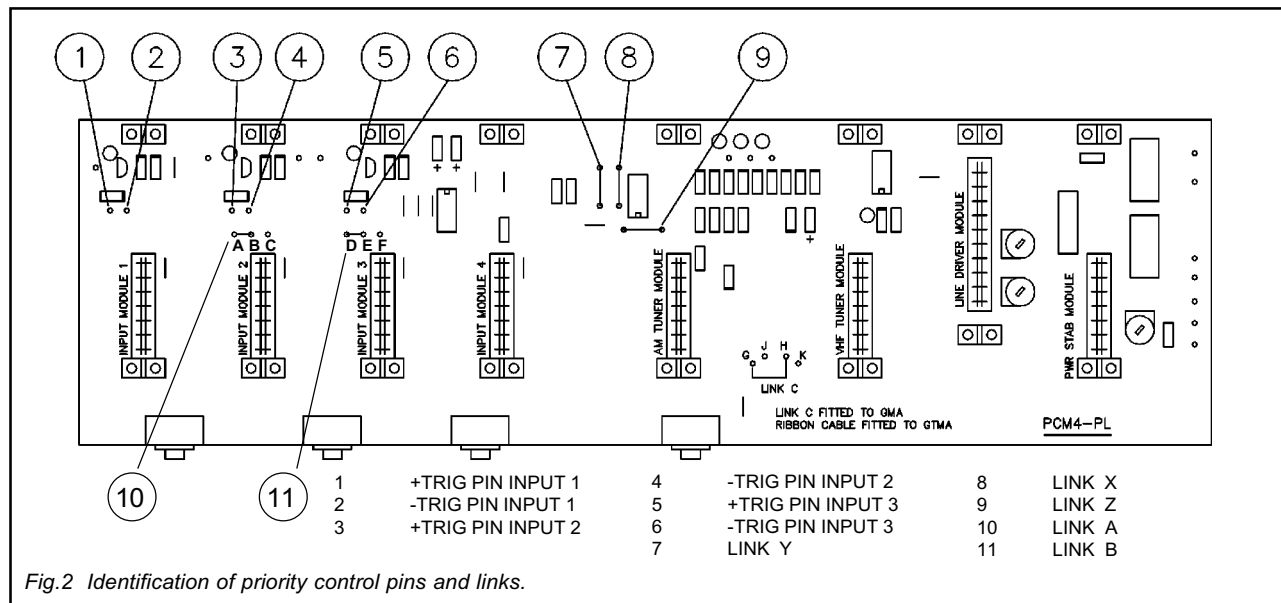 1 2 3 4 5 6 7 8 9
A B C
D E F
INPUT MODULE 1
INPUT MODULE 2
INPUT MODULE 3
INPUT MODULE 4
AM TUNER MODULE
VHF TUNER MODULE
LINE DRIVER MODULE
PWR STAB MODULE
+ +
+
G J H K
LINK C
LINK C FITTED TO GMA
RIBBON CABLE FITTED TO GTMA
PCM4-PL
10 11
1 +TRIG PIN INPUT 1
2 -TRIG PIN INPUT 1
3 +TRIG PIN INPUT 2
4 -TRIG PIN INPUT 2
5 +TRIG PIN INPUT 3
6 -TRIG PIN INPUT 3
7 LINK Y
8 LINK X
9 LINK Z
10 LINK A
11 LINK B
Fig.2 Identification of priority control pins and links.